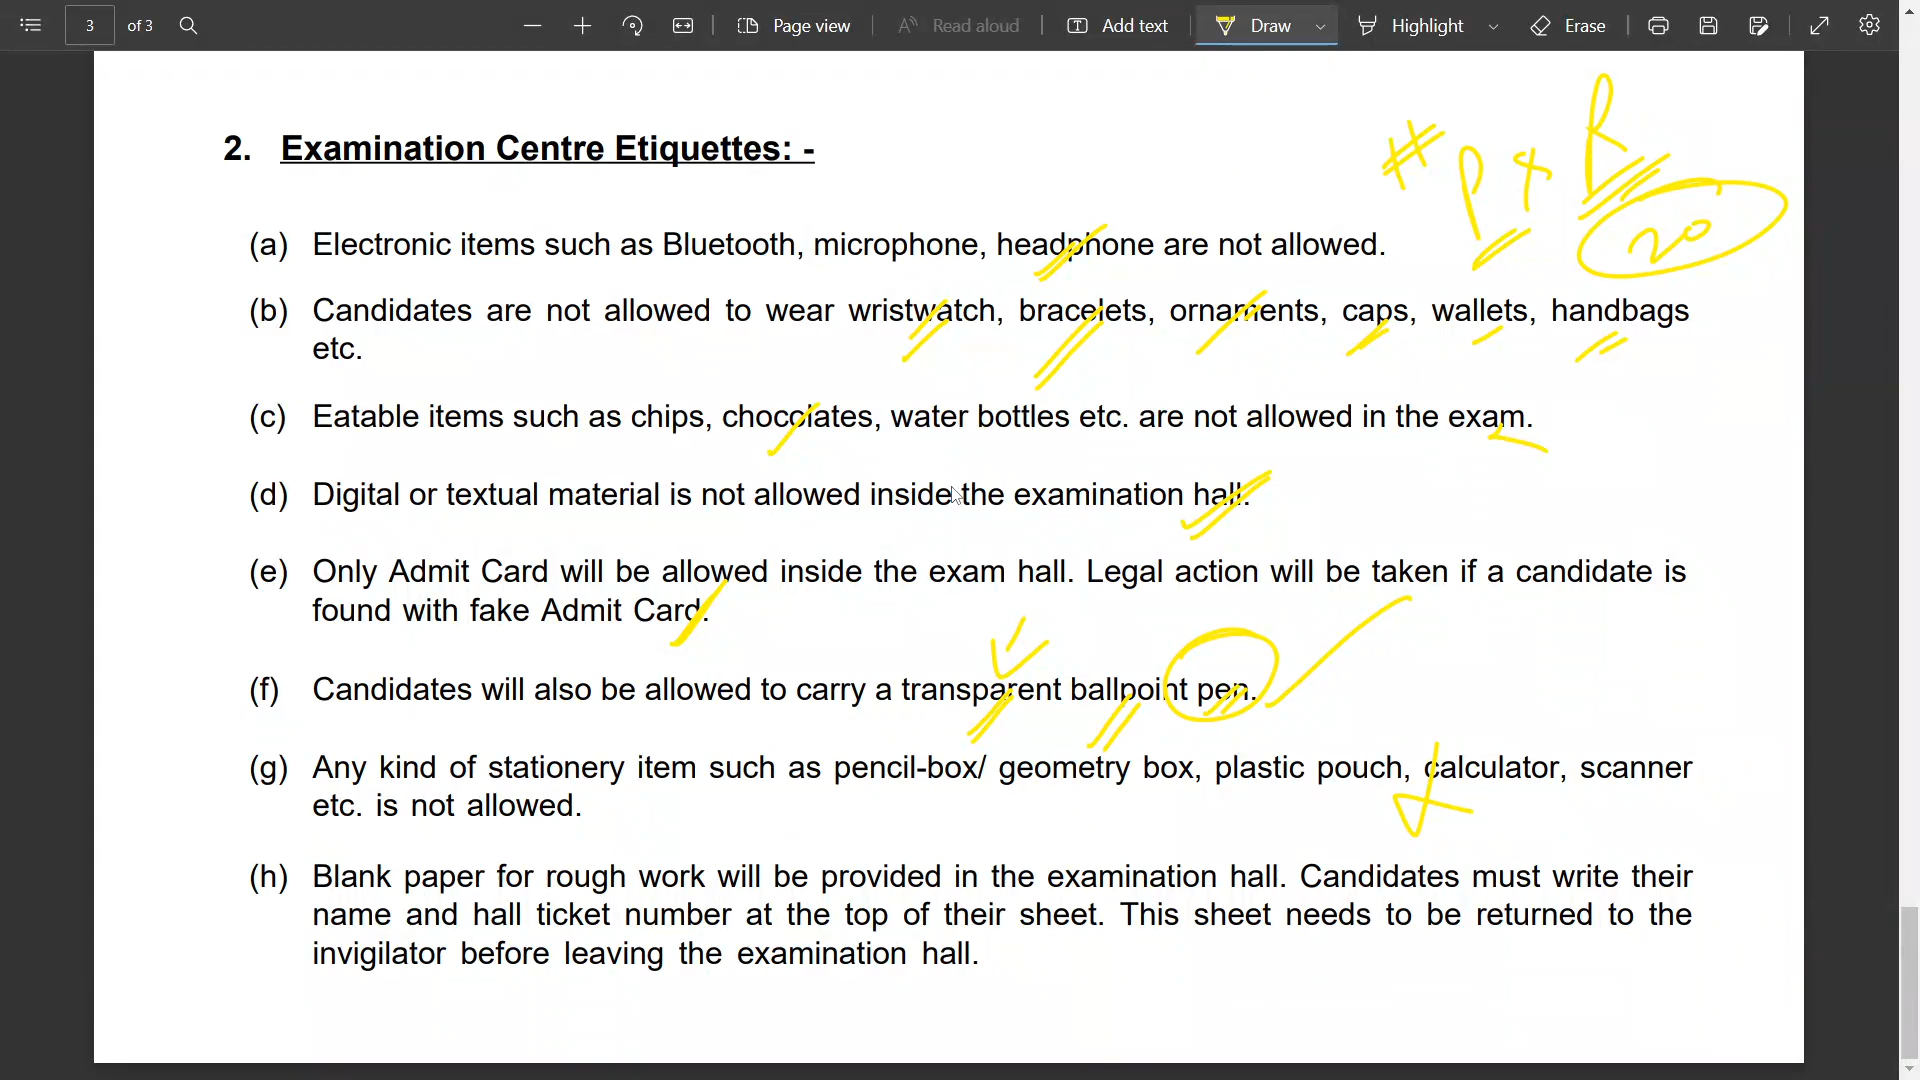 3 of 3 Page view Read aloud Add text Draw Highlight Erase
2. Examination Centre Etiquettes: -
# P + R
20
(a) Electronic items such as Bluetooth, microphone, headphone are not allowed.
(b) Candidates are not allowed to wear wristwatch, bracelets, ornaments, caps, wallets, handbags
etc.
(c) Eatable items such as chips, chocolates, water bottles etc. are not allowed in the exam.
(d) Digital or textual material is not allowed inside the examination hall.
(e) Only Admit Card will be allowed inside the exam hall. Legal action will be taken if a candidate is
found with fake Admit Card.
(f) Candidates will also be allowed to carry a transparent ballpoint pen.
(g) Any kind of stationery item such as pencil-box/ geometry box, plastic pouch, calculator, scanner
etc. is not allowed.
(h) Blank paper for rough work will be provided in the examination hall. Candidates must write their
name and hall ticket number at the top of their sheet. This sheet needs to be returned to the
invigilator before leaving the examination hall.